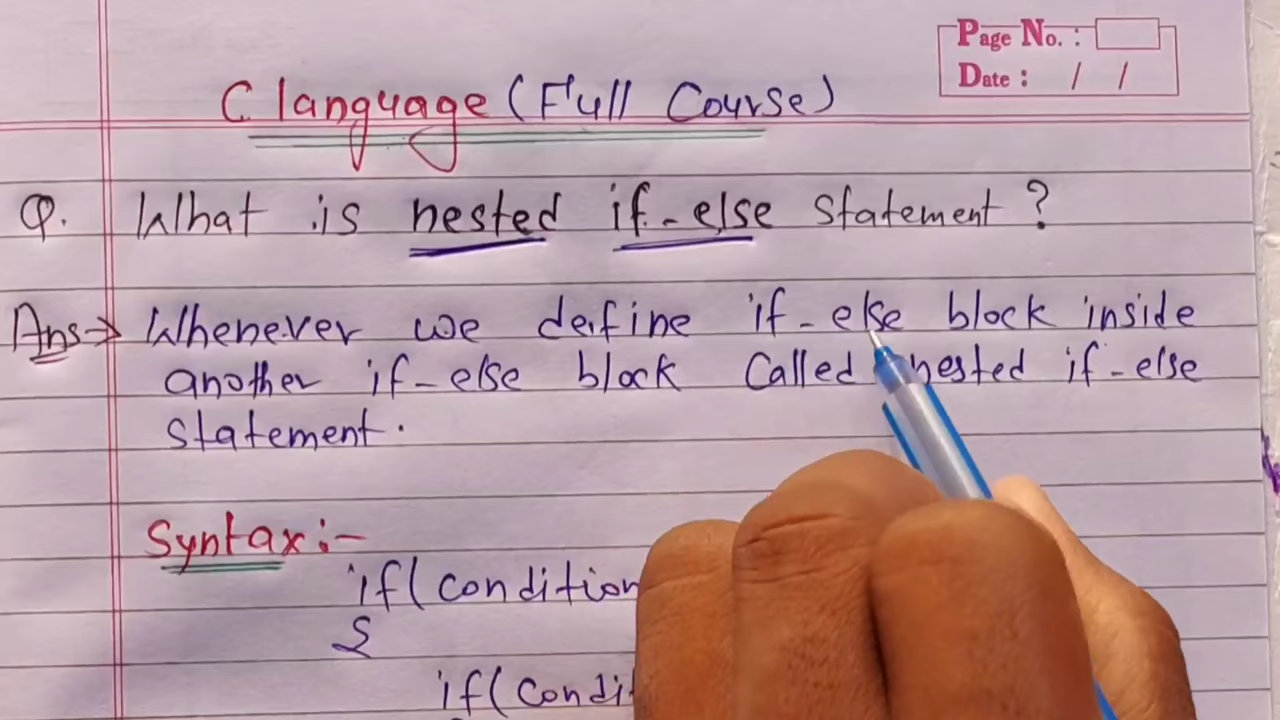 Page No. :
Date : / /
C language (Full Course)
Q. What is nested if-else statement ?
Ans→ Whenever we define if-else block inside
another if-else block Called nested if-else
statement.
Syntax :-
if(condition
{
if(condi